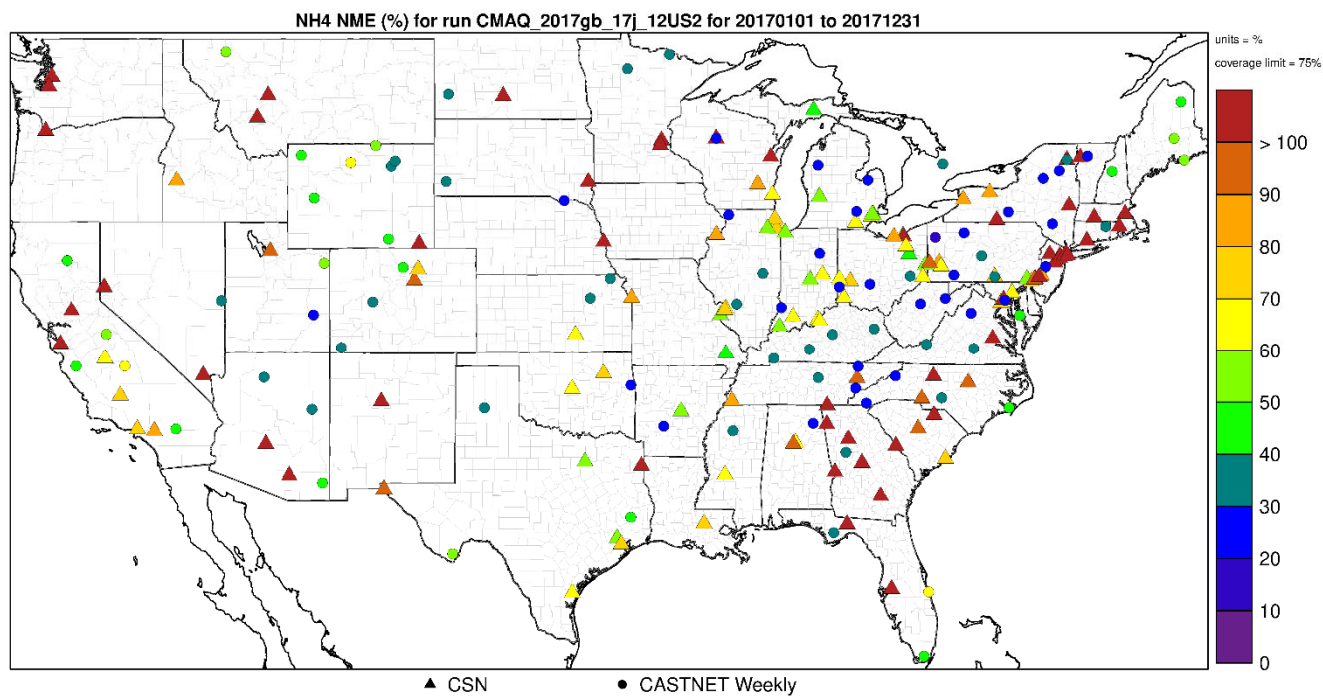 NH4 NME (%) for run CMAQ_2017gb_17j_12US2 for 20170101 to 20171231
units = %
coverage limit = 75%
> 100
90
80
70
60
50
40
30
20
10
0
CSN
CASTNET Weekly